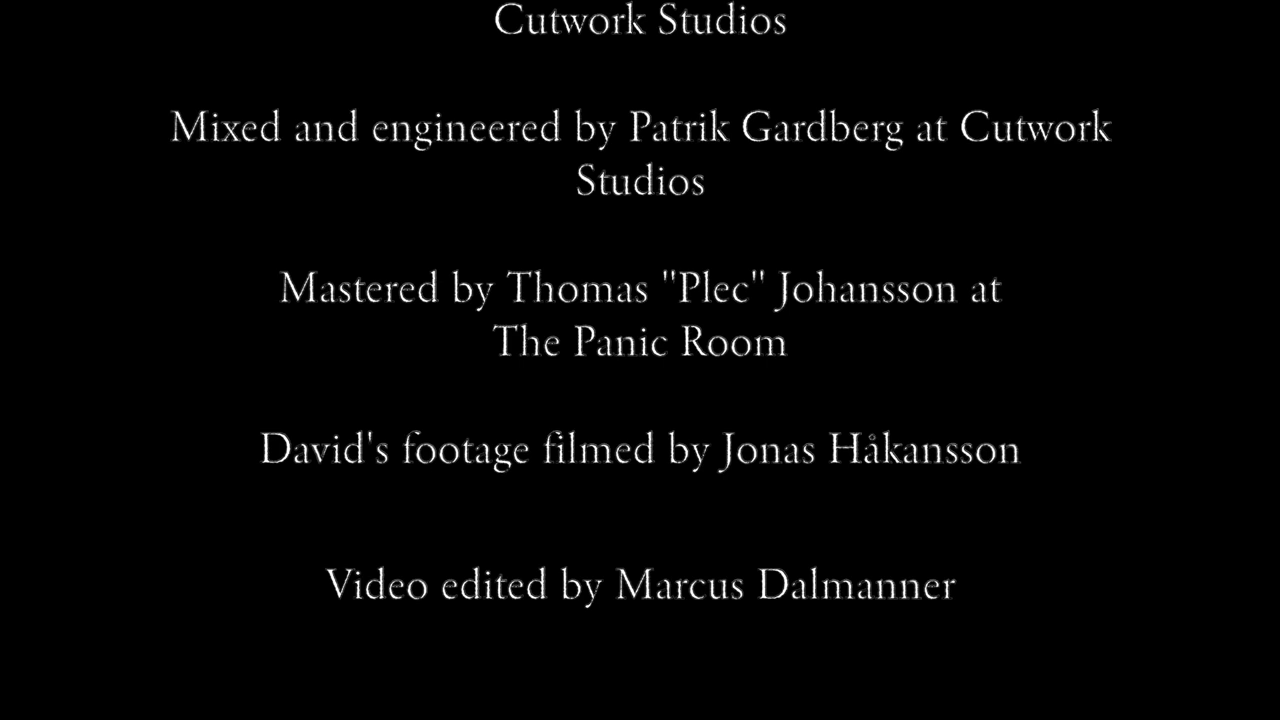 Cutwork Studios
Mixed and engineered by Patrik Gardberg at Cutwork
Studios
Mastered by Thomas "Plec" Johansson at
The Panic Room
David's footage filmed by Jonas Håkansson
Video edited by Marcus Dalmanner